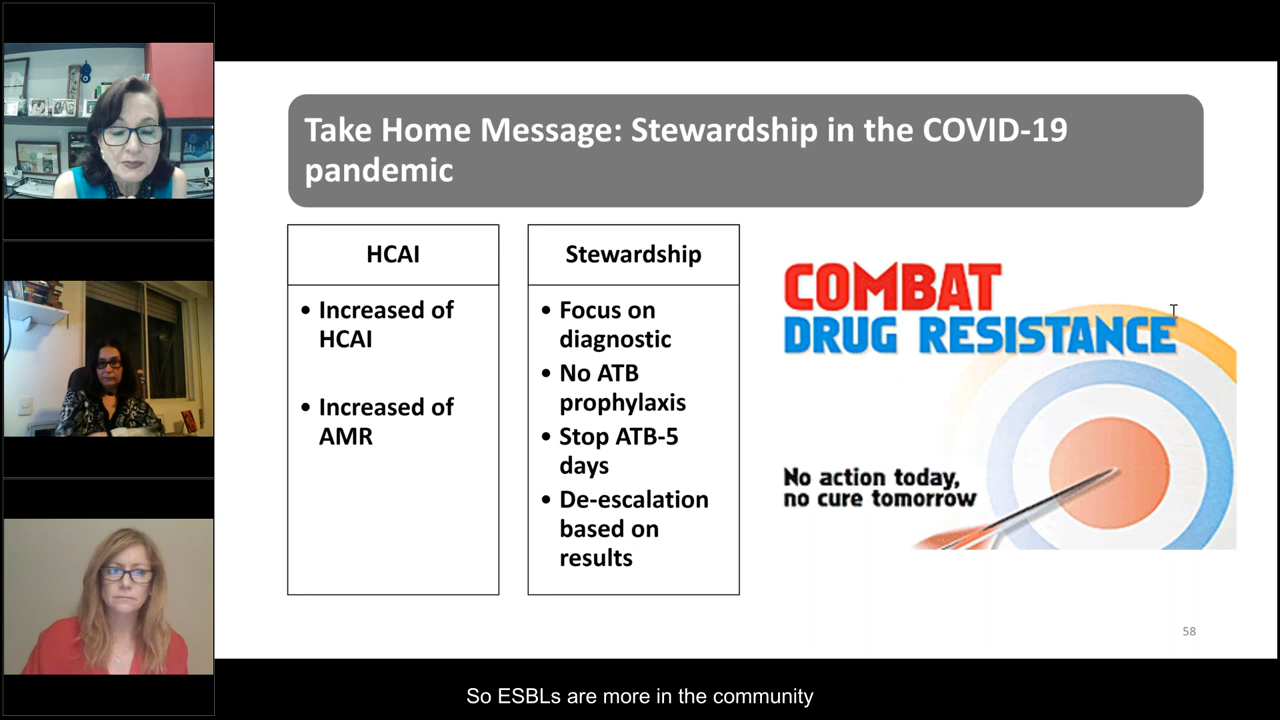 Take Home Message: Stewardship in the COVID-19
pandemic
HCAI
• Increased of
HCAI
• Increased of
AMR
Stewardship
• Focus on
diagnostic
• No ATB
prophylaxis
• Stop ATB-5
days
• De-escalation
based on
results
COMBAT
DRUG RESISTANCE
No action today,
no cure tomorrow
58
So ESBLs are more in the community